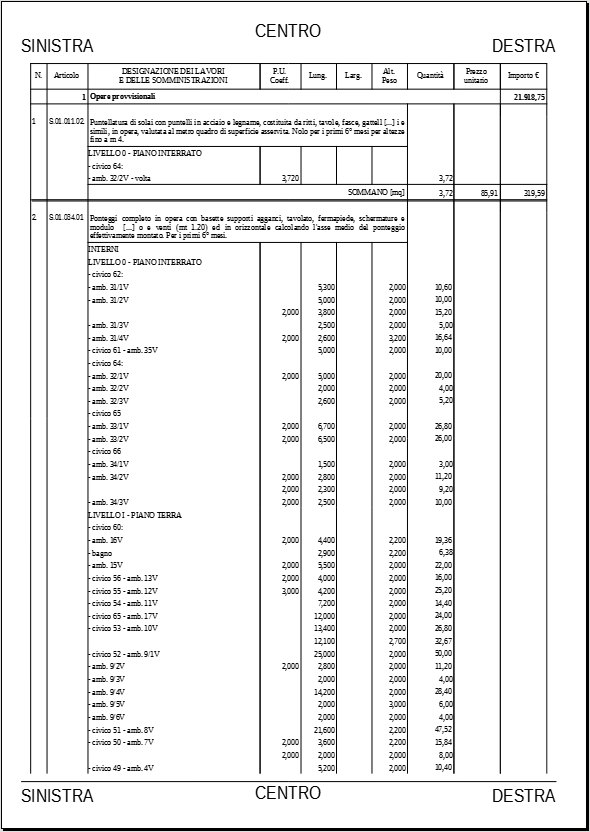 CENTRO
SINISTRA DESTRA
N. Articolo DESIGNAZIONE DEI LAVORI E DELLE SOMMINISTRAZIONI P.U. Coeff. Lung. Larg. Alt. Peso Quantità Prezzo unitario Importo €
1 Opere provvisionali 21.918,75
1 S.01.011.02 Puntellatura di solai con puntelli in acciaio e legname, costituita da ritti, tavole, fasce, gattell [...] i e
simili, in opera, valutata al metro quadro di superficie asservita. Nolo per i primi 6° mesi per altezze
fino a m 4.
LIVELLO 0 - PIANO INTERRATO
- civico 64:
- amb. 32/2V - volta 3,720 3,72
SOMMANO [mq] 3,72 85,91 319,59
2 S.01.034.01 Ponteggi completo in opera con basette supporti agganci, tavolato, fermapiede, schermature e
modulo [...] o e venti (mt 1.20) ed in orizzontale calcolando l'asse medio del ponteggio
effettivamente montato. Per i primi 6° mesi.
INTERNI
LIVELLO 0 - PIANO INTERRATO
- civico 62:
- amb. 31/1V 5,300 2,000 10,60
- amb. 31/2V 5,000 2,000 10,00
2,000 3,800 2,000 15,20
- amb. 31/3V 2,500 2,000 5,00
- amb. 31/4V 2,000 2,600 3,200 16,64
- civico 61 - amb. 35V 5,000 2,000 10,00
- civico 64:
- amb. 32/1V 2,000 5,000 2,000 20,00
- amb. 32/2V 2,000 2,000 4,00
- amb. 32/3V 2,600 2,000 5,20
- civico 65
- amb. 33/1V 2,000 6,700 2,000 26,80
- amb. 33/2V 2,000 6,500 2,000 26,00
- civico 66
- amb. 34/1V 1,500 2,000 3,00
- amb. 34/2V 2,000 2,800 2,000 11,20
2,000 2,300 2,000 9,20
- amb. 34/3V 2,000 2,500 2,000 10,00
LIVELLO I - PIANO TERRA
- civico 60:
- amb. 16V 2,000 4,400 2,200 19,36
- bagno 2,900 2,200 6,38
- amb. 15V 2,000 5,500 2,000 22,00
- civico 56 - amb. 13V 2,000 4,000 2,000 16,00
- civico 55 - amb. 12V 3,000 4,200 2,000 25,20
- civico 54 - amb. 11V 7,200 2,000 14,40
- civico 65 - amb. 17V 12,000 2,000 24,00
- civico 53 - amb. 10V 13,400 2,000 26,80
12,100 2,700 32,67
- civico 52 - amb. 9/1V 25,000 2,000 50,00
- amb. 9/2V 2,000 2,800 2,000 11,20
- amb. 9/3V 2,000 2,000 4,00
- amb. 9/4V 14,200 2,000 28,40
- amb. 9/5V 2,000 3,000 6,00
- amb. 9/6V 2,000 2,000 4,00
- civico 51 - amb. 8V 21,600 2,200 47,52
- civico 50 - amb. 7V 2,000 3,600 2,200 15,84
2,000 2,000 2,000 8,00
- civico 49 - amb. 4V 5,200 2,000 10,40
SINISTRA CENTRO DESTRA